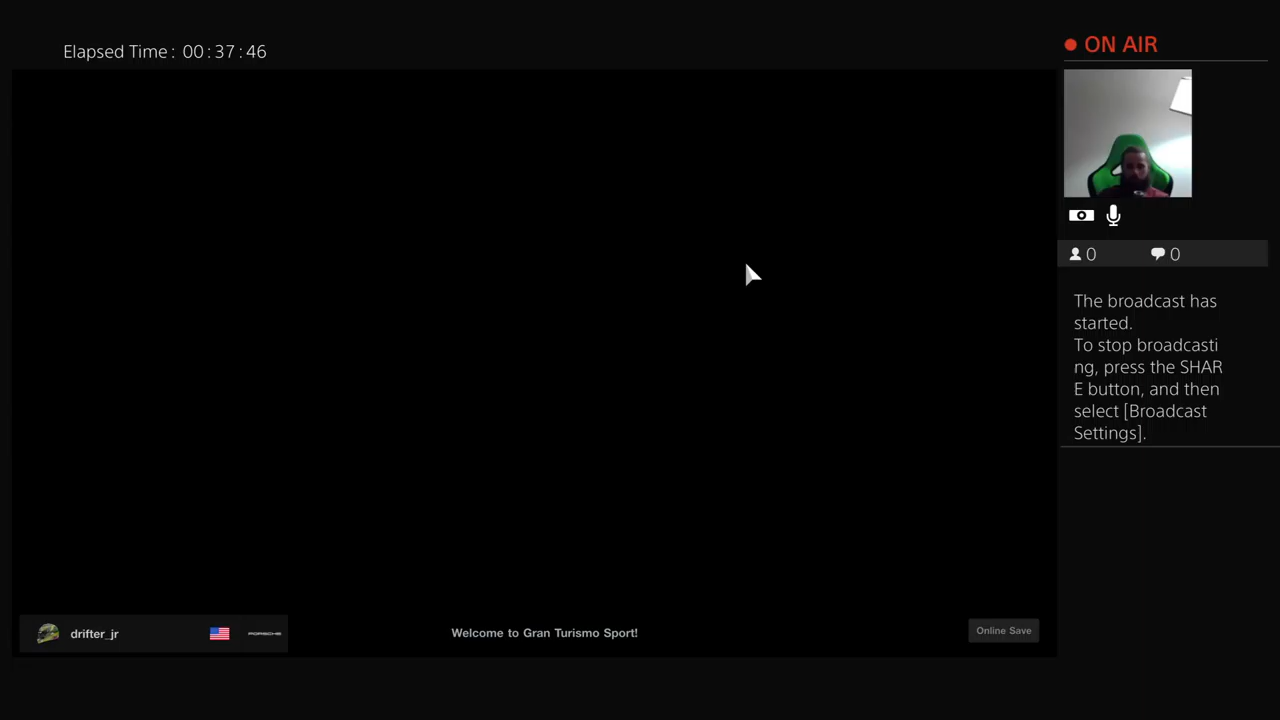 Elapsed Time : 00:37:46
ON AIR
0 0
The broadcast has
started.
To stop broadcasti
ng, press the SHAR
E button, and then
select [Broadcast
Settings].
drifter_jr PORSCHE
Welcome to Gran Turismo Sport!
Online Save